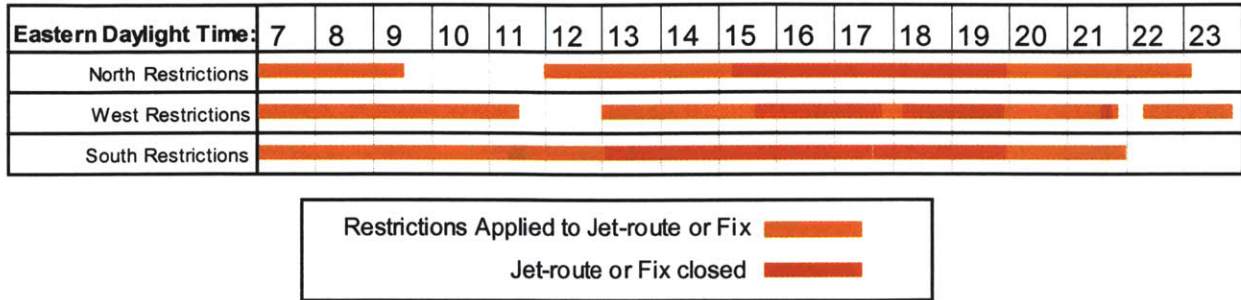 Eastern Daylight Time: 7 8 9 10 11 12 13 14 15 16 17 18 19 20 21 22 23
North Restrictions
West Restrictions
South Restrictions
Restrictions Applied to Jet-route or Fix
Jet-route or Fix closed